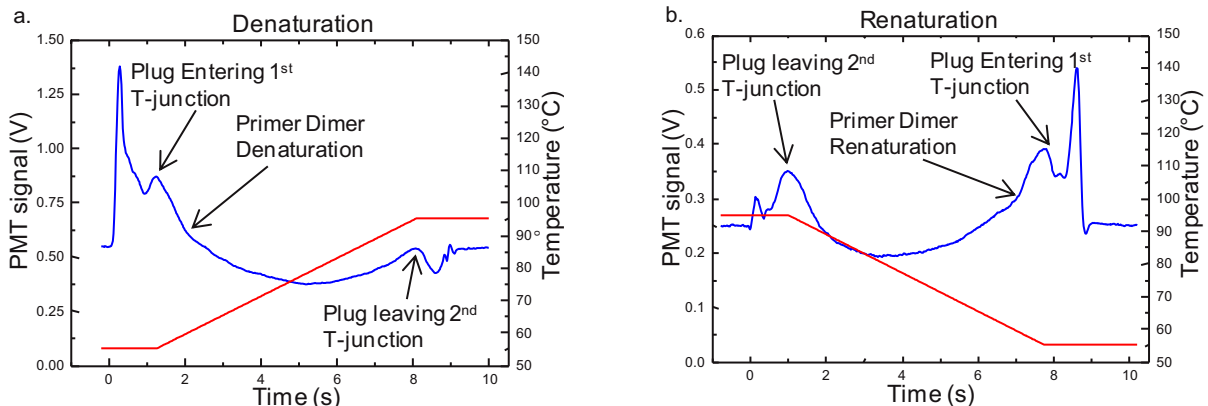 a.
Denaturation
PMT signal (V)
1.50
1.25
1.00
0.75
0.50
0.25
0.00
Plug Entering 1st
T-junction
Primer Dimer
Denaturation
Plug leaving 2nd
T-junction
150
140
130
120
110
100
90
80
70
60
50
Temperature (°C)
0 2 4 6 8 10
Time (s)
b.
Renaturation
PMT signal (V)
0.6
0.5
0.4
0.3
0.2
0.1
0.0
Plug leaving 2nd
T-junction
Plug Entering 1st
T-junction
Primer Dimer
Renaturation
150
140
130
120
110
100
90
80
70
60
50
Temperature (°C)
0 2 4 6 8 10
Time (s)